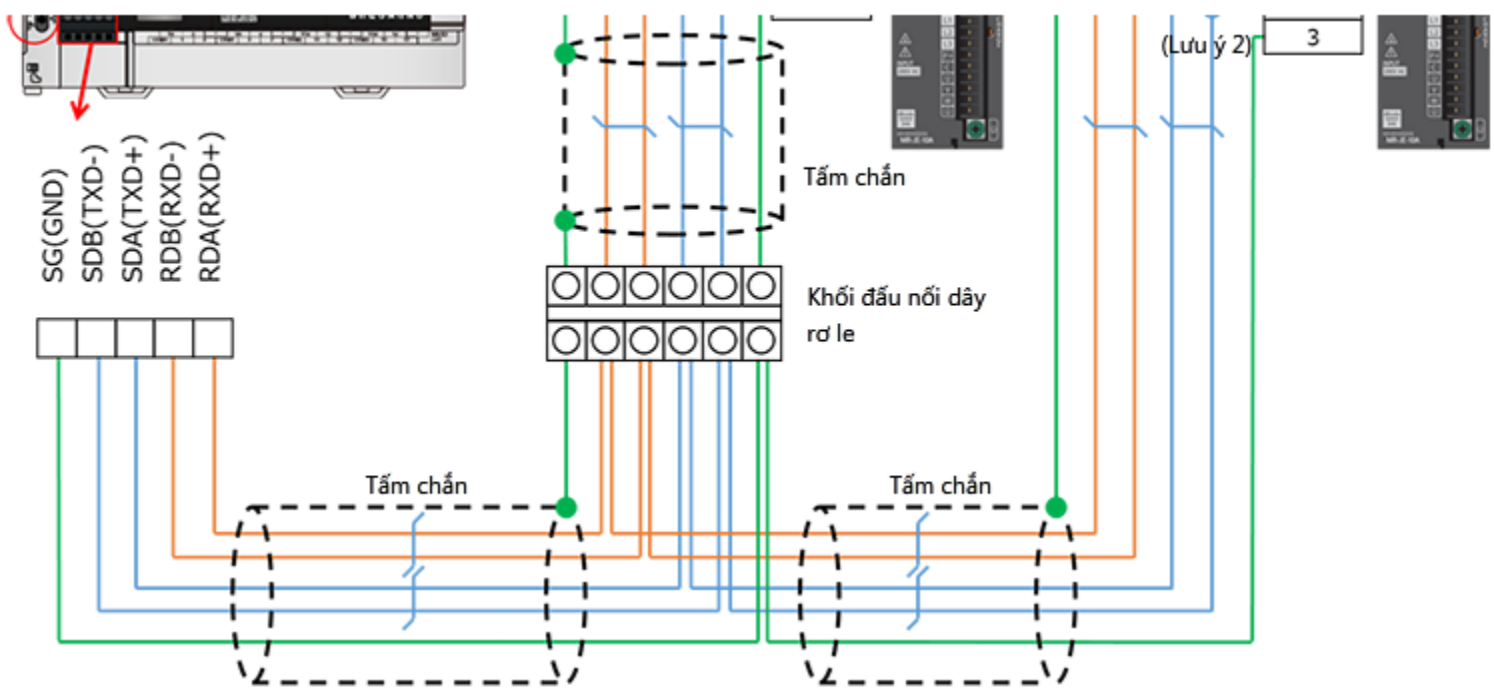 (Lưu ý 2)
3
Tấm chắn
SG(GND)
SDB(TXD-)
SDA(TXD+)
RDB(RXD-)
RDA(RXD+)
Khối đấu nối dây
rơ le
Tấm chắn
Tấm chắn